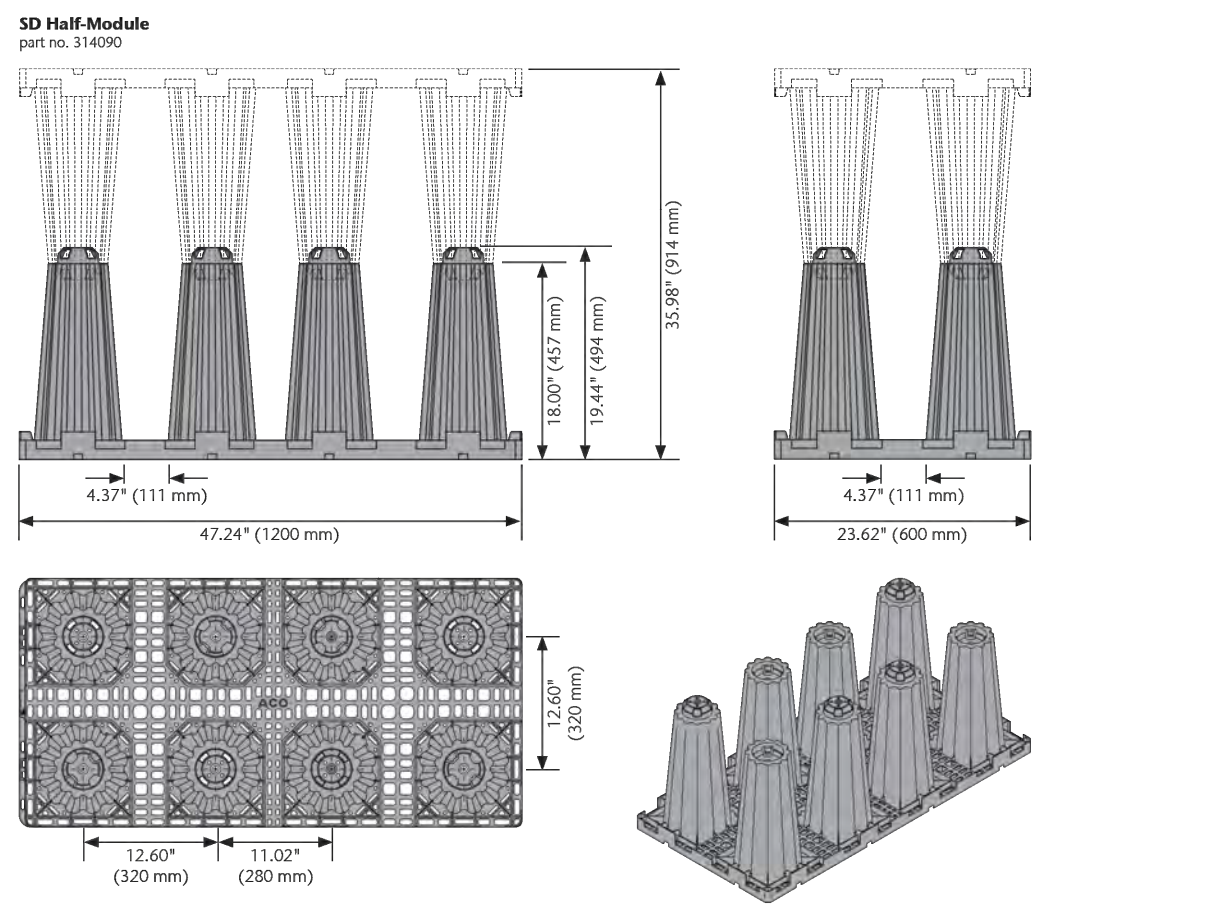 SD Half-Module
part no. 314090
35.98" (914 mm)
18.00" (457 mm)
19.44" (494 mm)
4.37" (111 mm)
47.24" (1200 mm)
4.37" (111 mm)
23.62" (600 mm)
ACO
12.60"
(320 mm)
12.60"
(320 mm)
11.02"
(280 mm)